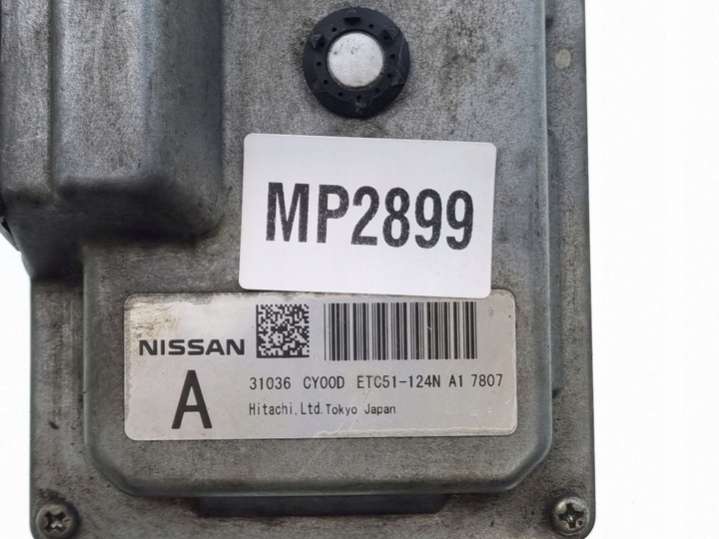 MP2899
NISSAN
A
31036 CY00D ETC51-124N A1 7807
Hitachi,Ltd.Tokyo Japan